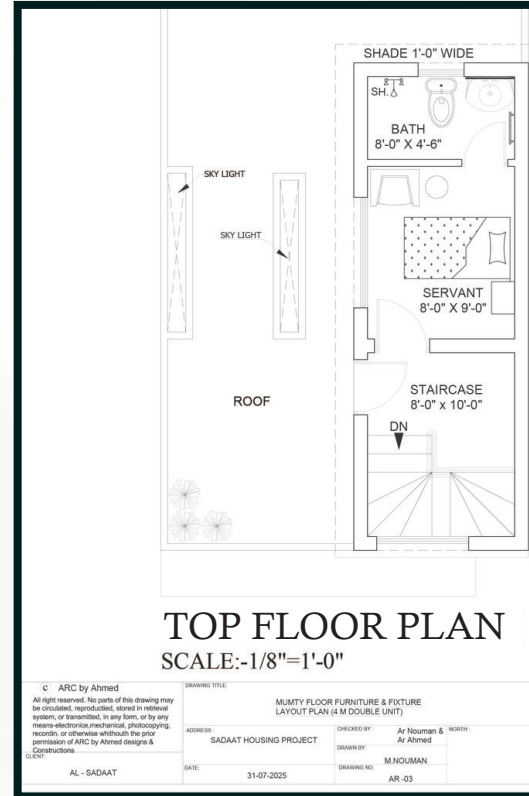 SHADE 1'-0" WIDE
SH.
BATH
8'-0" X 4'-6"
SKY LIGHT
SKY LIGHT
SERVANT
8'-0" X 9'-0"
ROOF
STAIRCASE
8'-0" x 10'-0"
DN
TOP FLOOR PLAN
SCALE:-1/8"=1'-0"
c ARC by Ahmed
All right reserved. No parts of this drawing may
be circulated, reproductied, stored in retrieval
system, or transmitted, in any form, or by any
means-electronice,mechanical, photocopying,
recordin. or otherwise whithouth the prior
permission of ARC by Ahmed designs &
Constructions
CLIENT:
AL - SADAAT
DRAWING TITLE:
MUMTY FLOOR FURNITURE & FIXTURE
LAYOUT PLAN (4 M DOUBLE UNIT)
ADDRESS :
SADAAT HOUSING PROJECT
DATE:
31-07-2025
CHECKED BY :
Ar Nouman &
Ar Ahmed
DRAWN BY:
M.NOUMAN
DRAWING NO.
AR -03
NORTH :